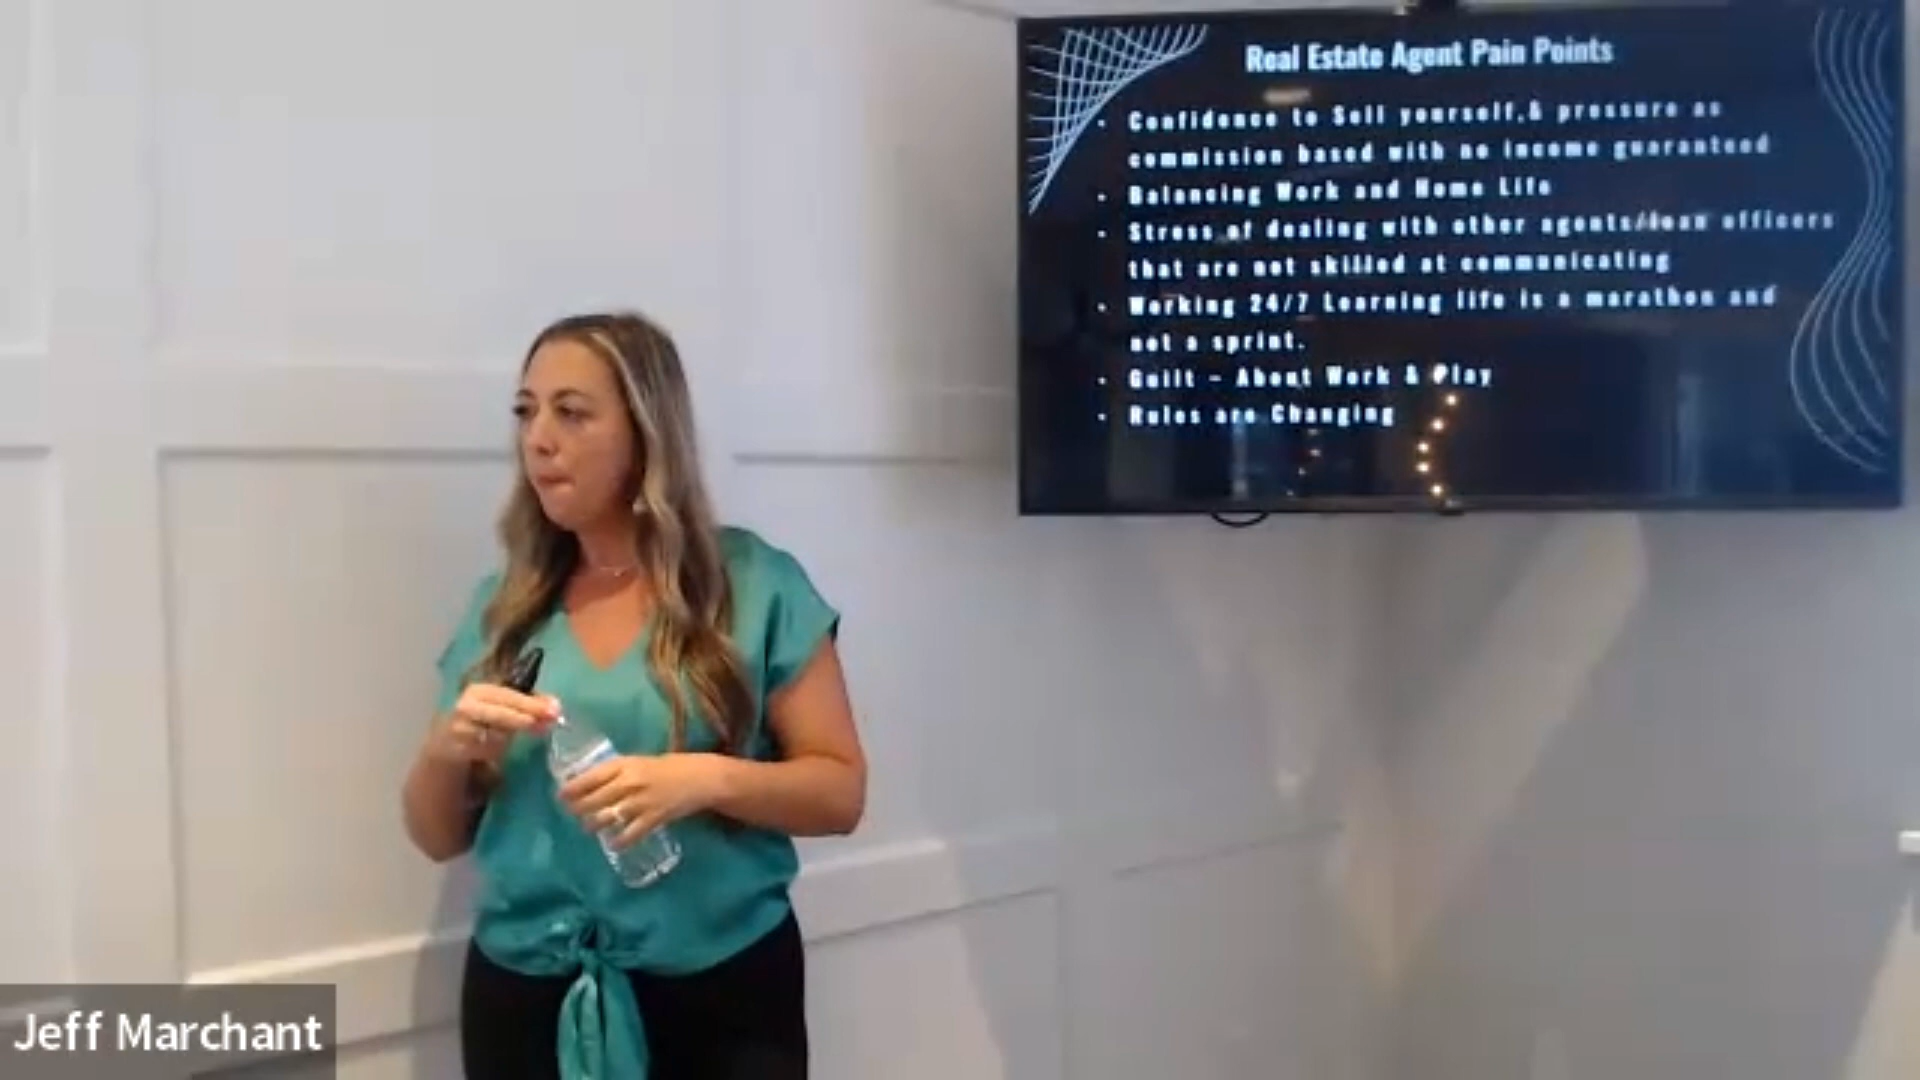 Real Estate Agent Pain Points
• Confidence to Sell yourself,& pressure as
commission based with no income guaranteed
• Balancing Work and Home Life
• Stress of dealing with other agents/loan officers
that are not skilled at communicating
• Working 24/7 Learning life is a marathon and
not a sprint.
• Guilt - About Work & Play
• Rules are Changing
Jeff Marchant